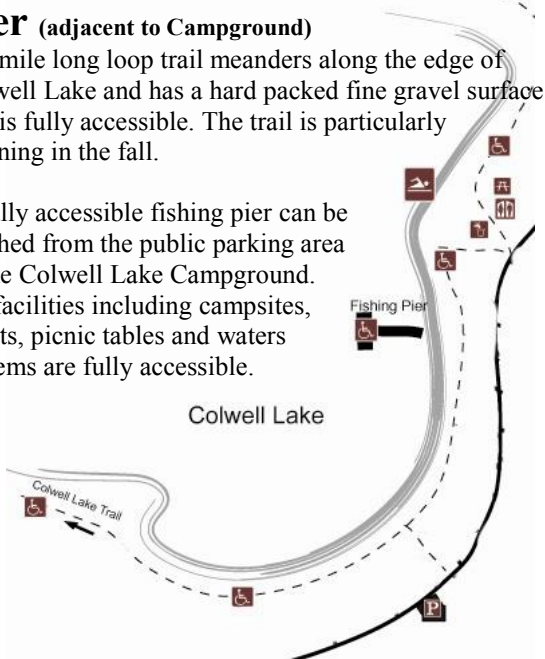 er (adjacent to Campground)
mile long loop trail meanders along the edge of
well Lake and has a hard packed fine gravel surface
is fully accessible. The trail is particularly
ning in the fall.
lly accessible fishing pier can be
hed from the public parking area
e Colwell Lake Campground.
facilities including campsites,
ts, picnic tables and waters
ems are fully accessible.
Fishing Pier
Colwell Lake
Colwell Lake Trail
P